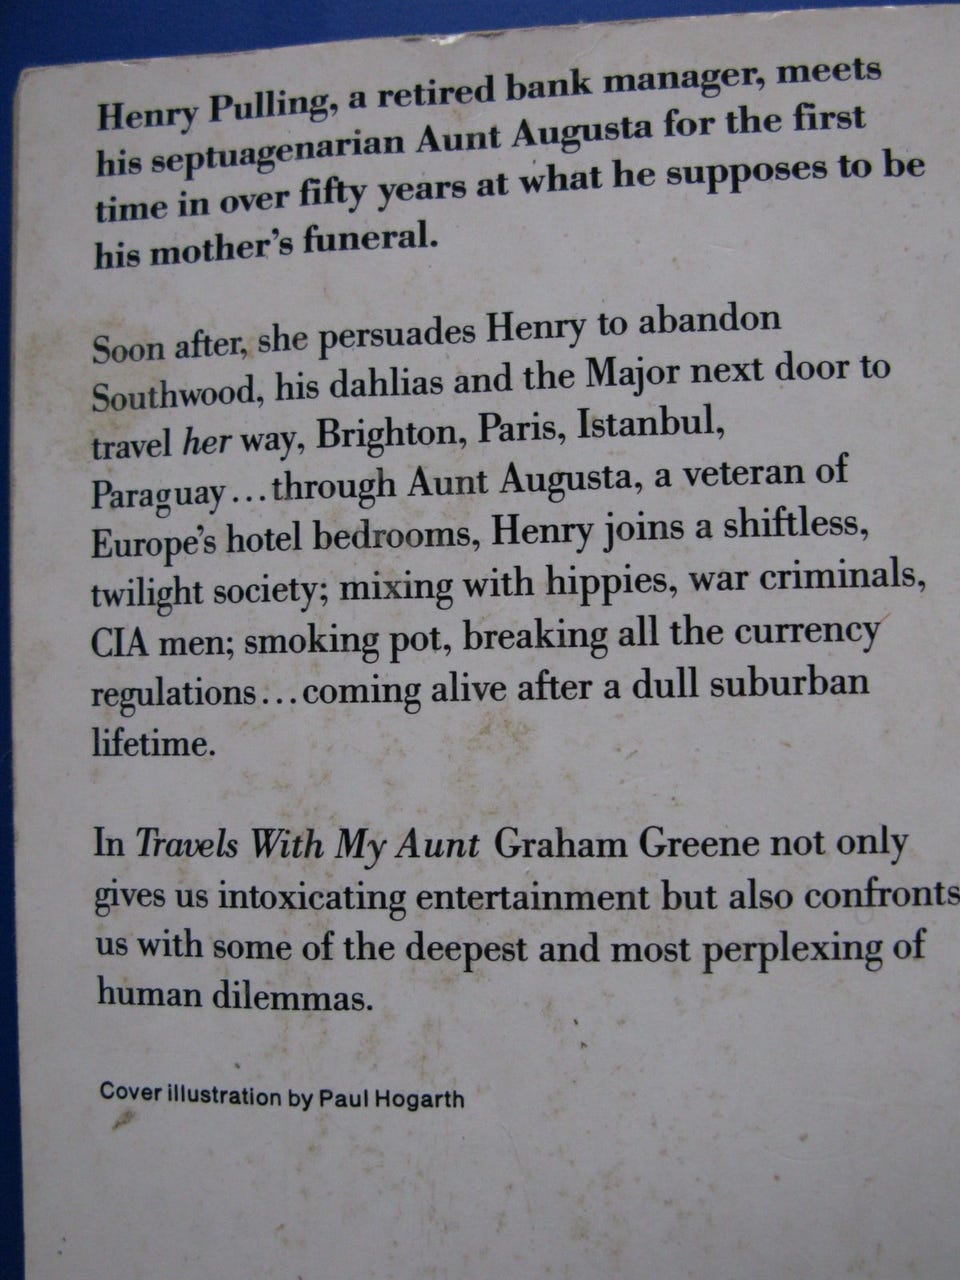 Henry Pulling, a retired bank manager, meets
his septuagenarian Aunt Augusta for the first
time in over fifty years at what he supposes to be
his mother's funeral.
Soon after, she persuades Henry to abandon
Southwood, his dahlias and the Major next door to
travel her way, Brighton, Paris, Istanbul,
Paraguay...through Aunt Augusta, a veteran of
Europe's hotel bedrooms, Henry joins a shiftless,
twilight society; mixing with hippies, war criminals,
CIA men; smoking pot, breaking all the currency
regulations...coming alive after a dull suburban
lifetime.
In Travels With My Aunt Graham Greene not only
gives us intoxicating entertainment but also confronts
us with some of the deepest and most perplexing of
human dilemmas.
Cover illustration by Paul Hogarth